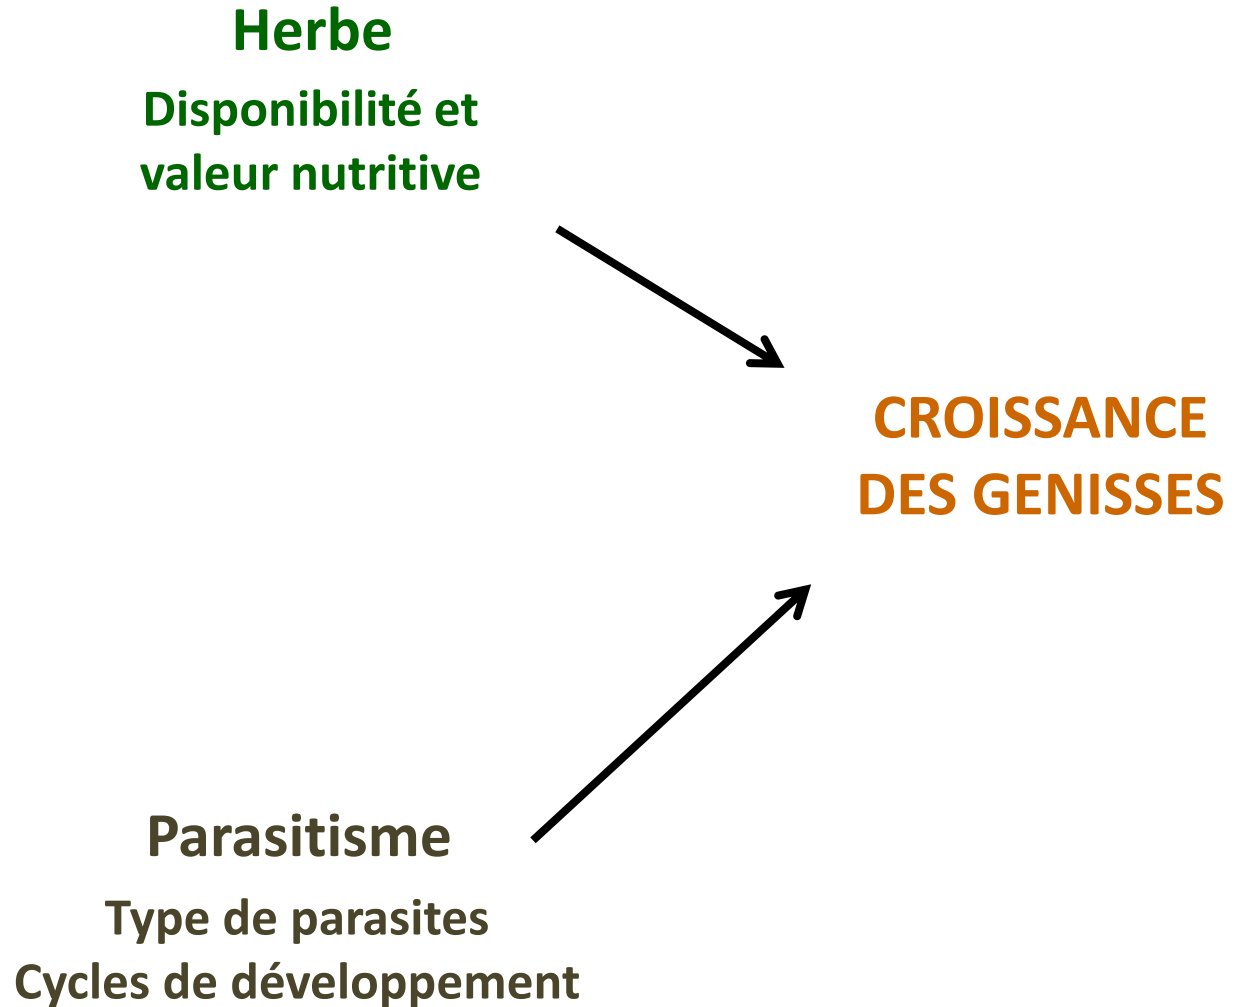 Herbe
Disponibilité et
valeur nutritive
CROISSANCE
DES GENISSES
Parasitisme
Type de parasites
Cycles de développement